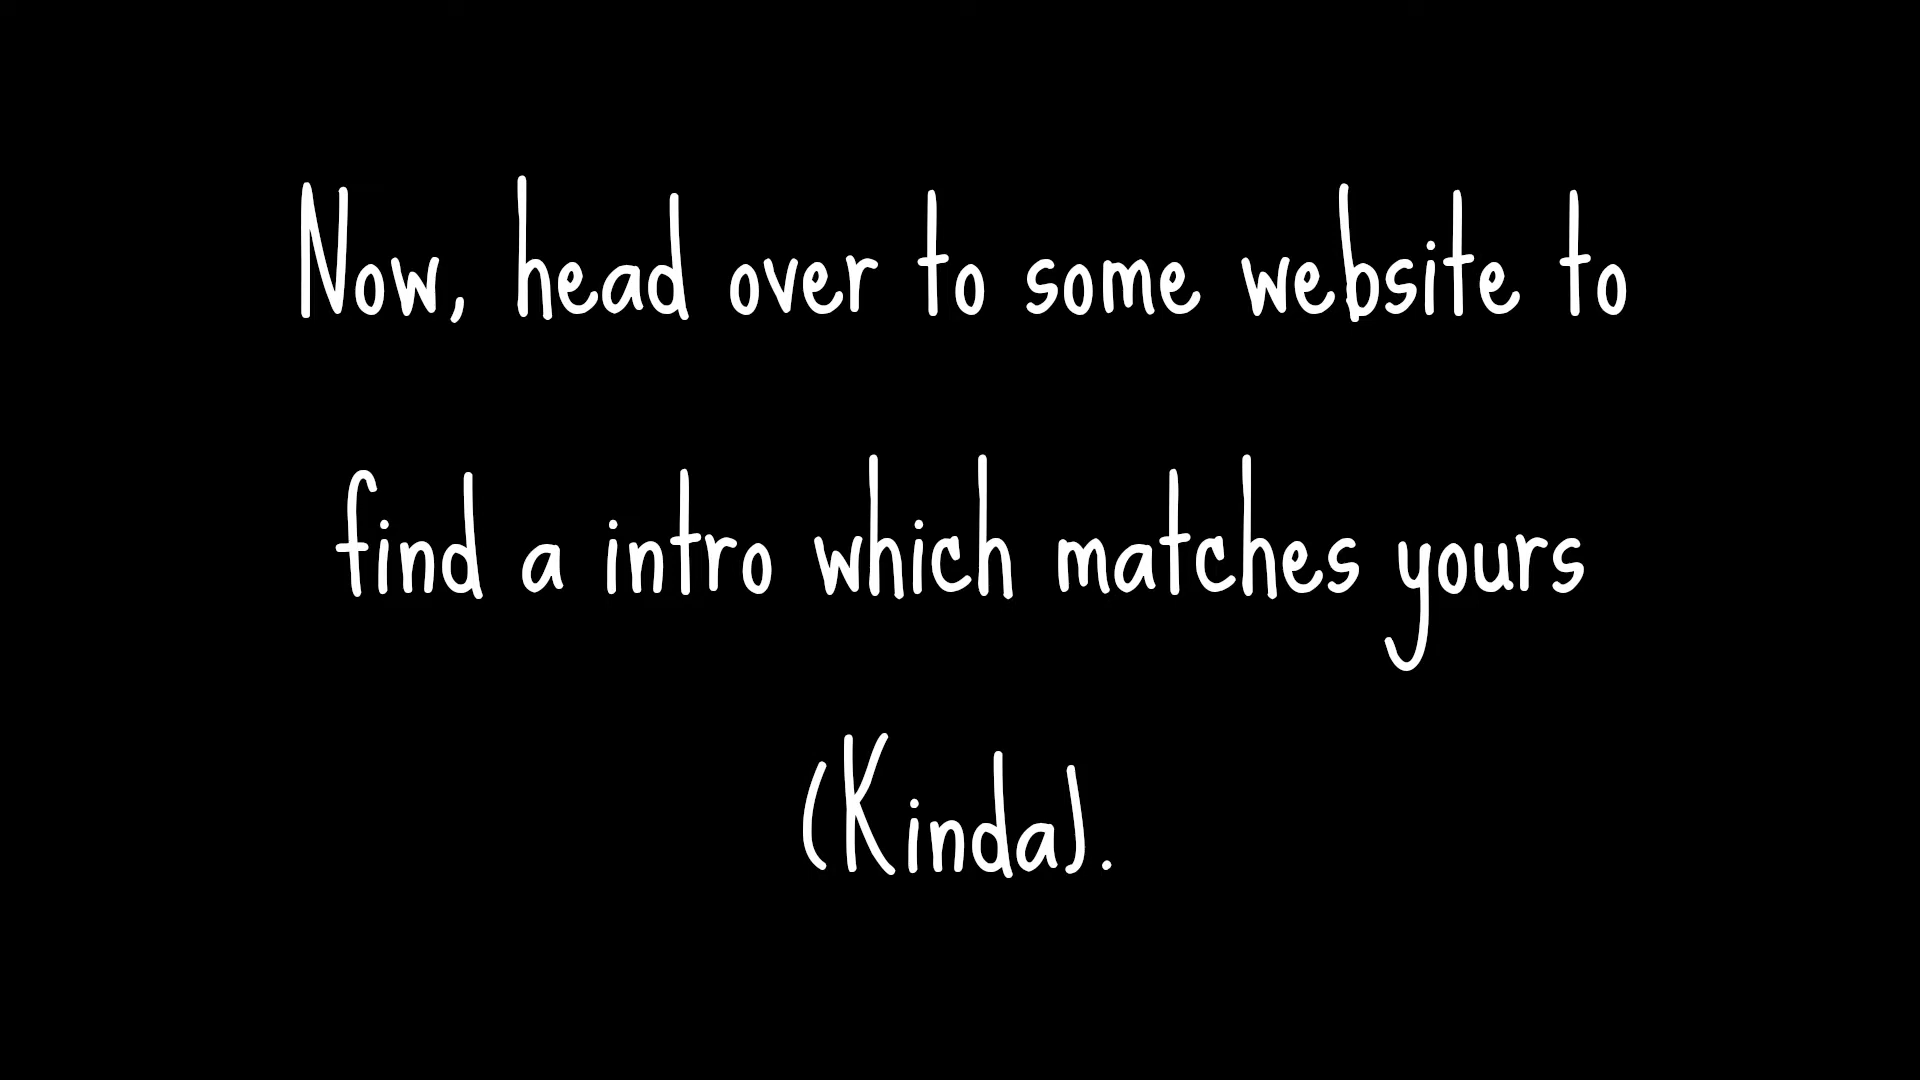 Now, head over to some website to
find a intro which matches yours
(Kinda).